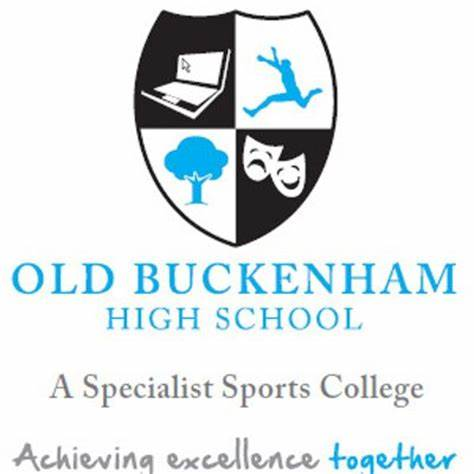 OLD BUCKENHAM
HIGH SCHOOL
A Specialist Sports College
Achieving excellence together